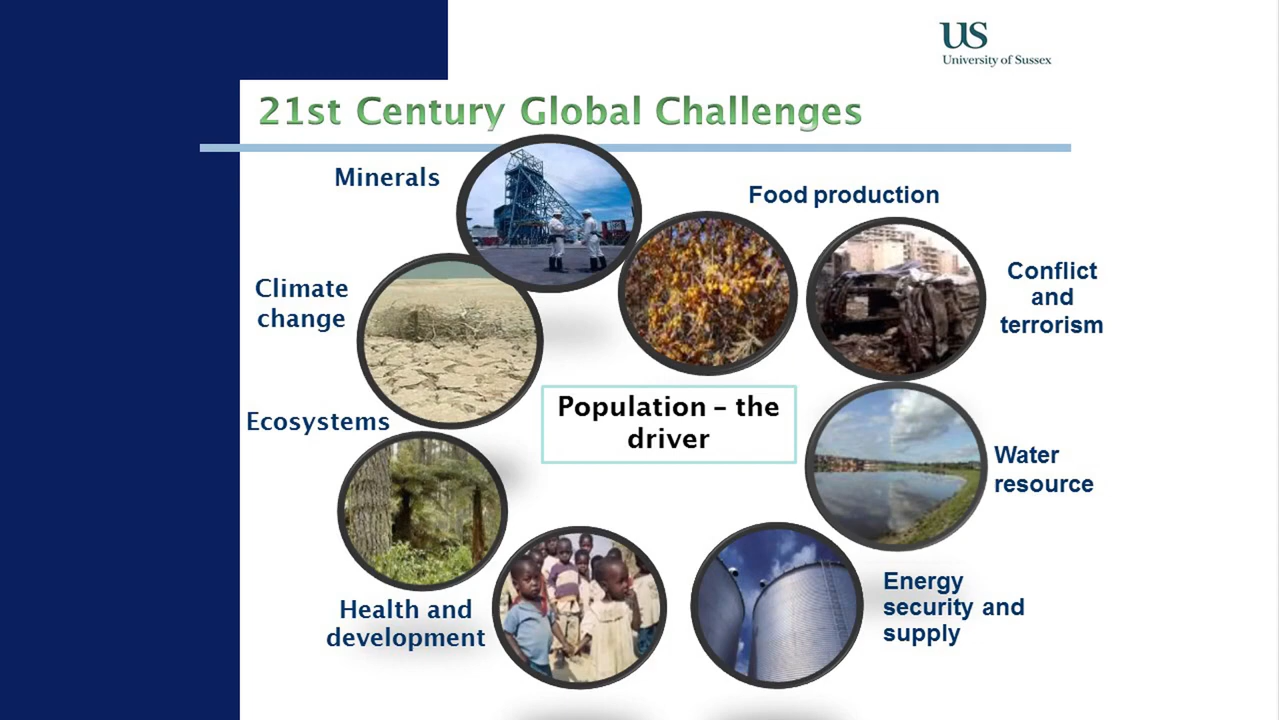 US
University of Sussex
21st Century Global Challenges
Minerals
Food production
Climate
change
Conflict
and
terrorism
Population – the
driver
Ecosystems
Water
resource
Health and
development
Energy
security and
supply